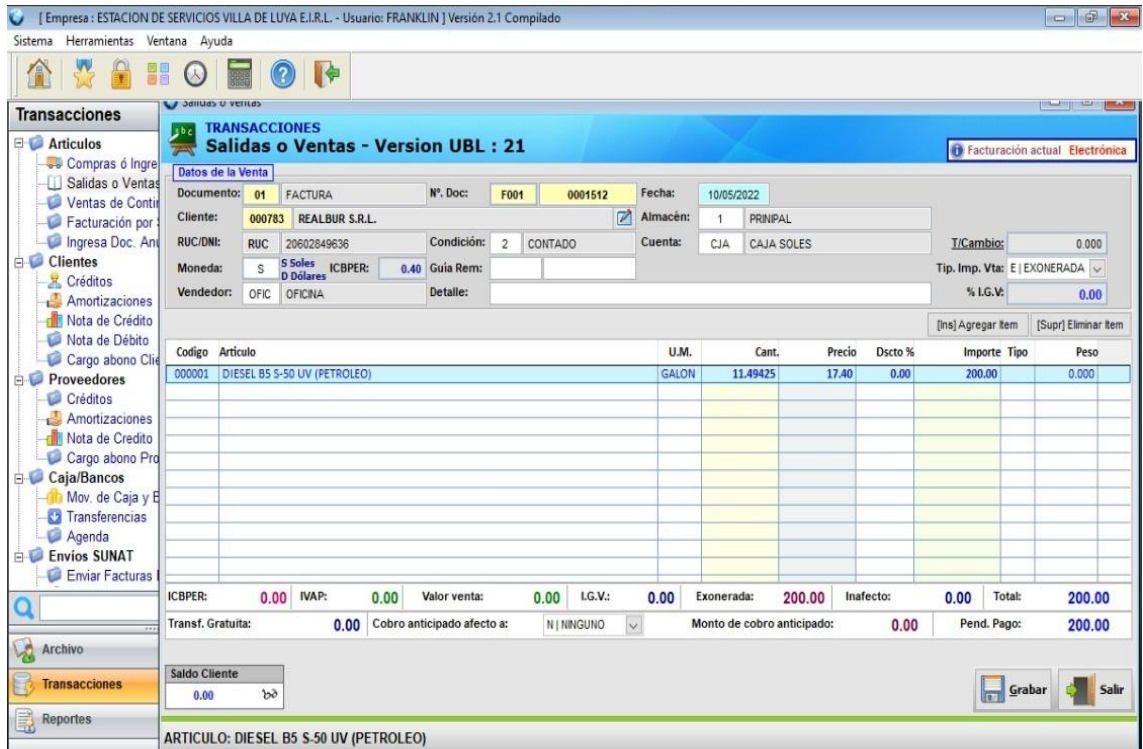 [ Empresa : ESTACION DE SERVICIOS VILLA DE LUYA E.I.R.L. - Usuario: FRANKLIN ] Versión 2.1 Compilado
Sistema Herramientas Ventana Ayuda
Transacciones
Articulos
Compras ó Ingre
Salidas o Ventas
Ventas de Contin
Facturación por
Ingresa Doc. Anu
Clientes
Créditos
Amortizaciones
Nota de Crédito
Nota de Débito
Cargo abono Clie
Proveedores
Créditos
Amortizaciones
Nota de Credito
Cargo abono Pro
Caja/Bancos
Mov. de Caja y E
Transferencias
Agenda
Envíos SUNAT
Enviar Facturas
Archivo
Transacciones
Reportes
Salidas o Ventas
abc
TRANSACCIONES
Salidas o Ventas - Version UBL : 21
Facturación actual Electrónica
Datos de la Venta
Documento: 01 FACTURA Nº. Doc: F001 0001512 Fecha: 10/05/2022
Cliente: 000783 REALBUR S.R.L. Almacén: 1 PRINIPAL
RUC/DNI: RUC 20602849636 Condición: 2 CONTADO Cuenta: CJA CAJA SOLES T/Cambio: 0.000
Moneda: S S Soles D Dólares ICBPER: 0.40 Guía Rem: Tip. Imp. Vta: E | EXONERADA
Vendedor: OFIC OFICINA Detalle: % I.G.V: 0.00
[Ins] Agregar Item [Supr] Eliminar Item
Codigo Articulo U.M. Cant. Precio Dscto % Importe Tipo Peso
000001 DIESEL B5 S-50 UV (PETROLEO) GALON 11.49425 17.40 0.00 200.00 0.000
ICBPER: 0.00 IVAP: 0.00 Valor venta: 0.00 I.G.V.: 0.00 Exonerada: 200.00 Inafecto: 0.00 Total: 200.00
Transf. Gratuita: 0.00 Cobro anticipado afecto a: N | NINGUNO Monto de cobro anticipado: 0.00 Pend. Pago: 200.00
Saldo Cliente
0.00
Grabar Salir
ARTICULO: DIESEL B5 S-50 UV (PETROLEO)